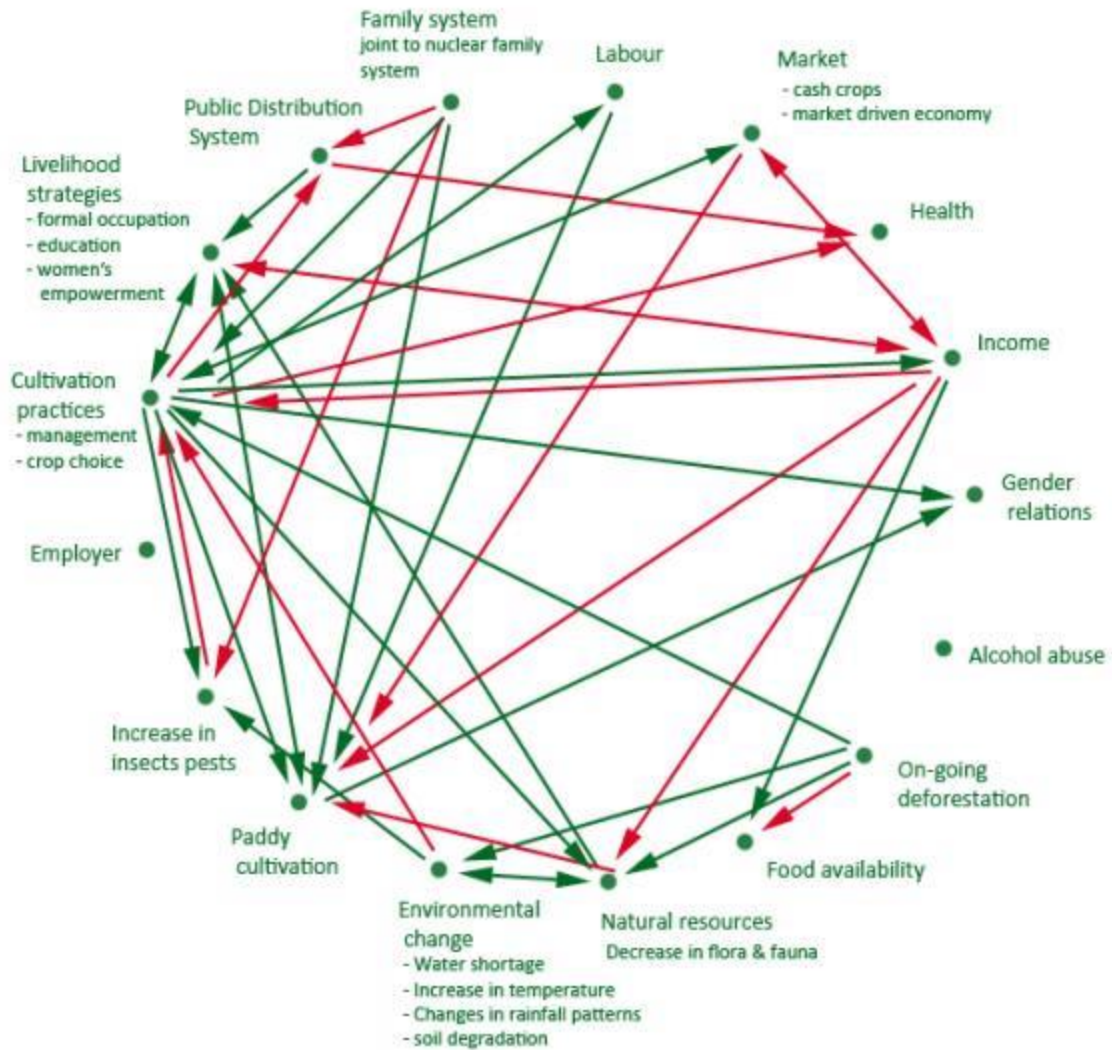 Family system
joint to nuclear family
system
Labour
Market
- cash crops
- market driven economy
Public Distribution
System
Livelihood
strategies
- formal occupation
- education
- women's
empowerment
Health
Income
Cultivation
practices
- management
- crop choice
Gender
relations
Employer
Alcohol abuse
Increase in
insects pests
On-going
deforestation
Paddy
cultivation
Food availability
Environmental
change
- Water shortage
- Increase in temperature
- Changes in rainfall patterns
- soil degradation
Natural resources
Decrease in flora & fauna